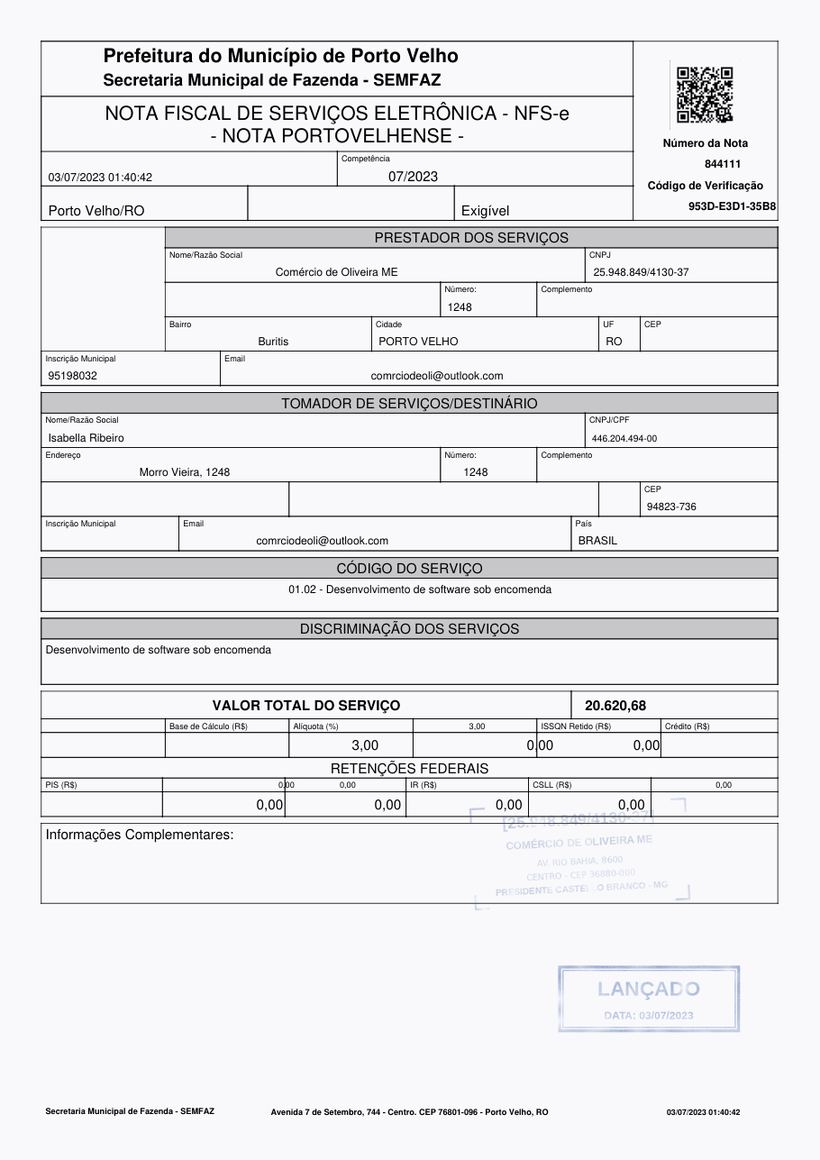 Prefeitura do Município de Porto Velho
Secretaria Municipal de Fazenda - SEMFAZ
NOTA FISCAL DE SERVIÇOS ELETRÔNICA - NFS-e
- NOTA PORTOVELHENSE -
Número da Nota
844111
Código de Verificação
953D-E3D1-35B8
Competência
03/07/2023 01:40:42 07/2023
Porto Velho/RO Exigível
PRESTADOR DOS SERVIÇOS
Nome/Razão Social CNPJ
Comércio de Oliveira ME 25.948.849/4130-37
Número: Complemento
1248
Bairro Cidade UF CEP
Buritis PORTO VELHO RO
Inscrição Municipal Email
95198032 comrciodeoli@outlook.com
TOMADOR DE SERVIÇOS/DESTINÁRIO
Nome/Razão Social CNPJ/CPF
Isabella Ribeiro 446.204.494-00
Endereço Número: Complemento
Morro Vieira, 1248 1248
CEP
94823-736
Inscrição Municipal Email País
comrciodeoli@outlook.com BRASIL
CÓDIGO DO SERVIÇO
01.02 - Desenvolvimento de software sob encomenda
DISCRIMINAÇÃO DOS SERVIÇOS
Desenvolvimento de software sob encomenda
VALOR TOTAL DO SERVIÇO 20.620,68
Base de Cálculo (R$) Alíquota (%) 3,00 ISSQN Retido (R$) Crédito (R$)
3,00 0,00 0,00
RETENÇÕES FEDERAIS
PIS (R$) 0,00 0,00 IR (R$) CSLL (R$) 0,00
0,00 0,00 0,00 0,00
Informações Complementares:
[25.948.849/4130-37]
COMÉRCIO DE OLIVEIRA ME
AV. RIO BAHIA, 8600
CENTRO - CEP 36880-000
PRESIDENTE CASTELO BRANCO - MG
LANÇADO
DATA: 03/07/2023
Secretaria Municipal de Fazenda - SEMFAZ Avenida 7 de Setembro, 744 - Centro. CEP 76801-096 - Porto Velho, RO 03/07/2023 01:40:42